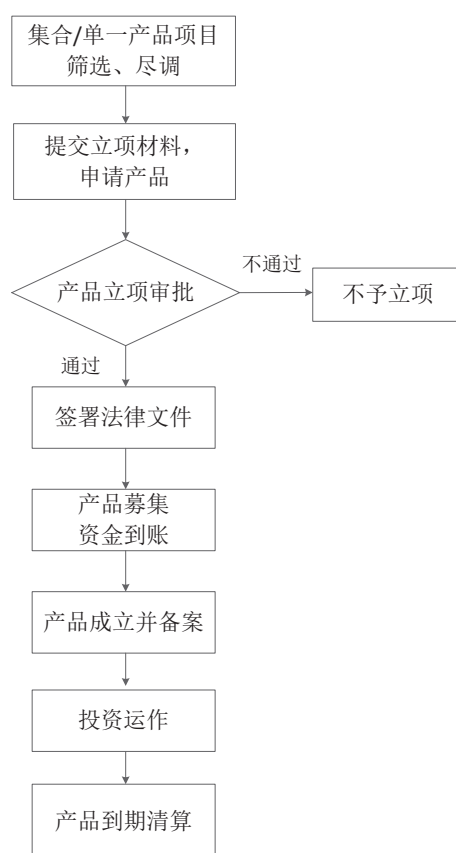 集合/单一产品项目
筛选、尽调
提交立项材料，
申请产品
产品立项审批
不通过
不予立项
通过
签署法律文件
产品募集
资金到账
产品成立并备案
投资运作
产品到期清算